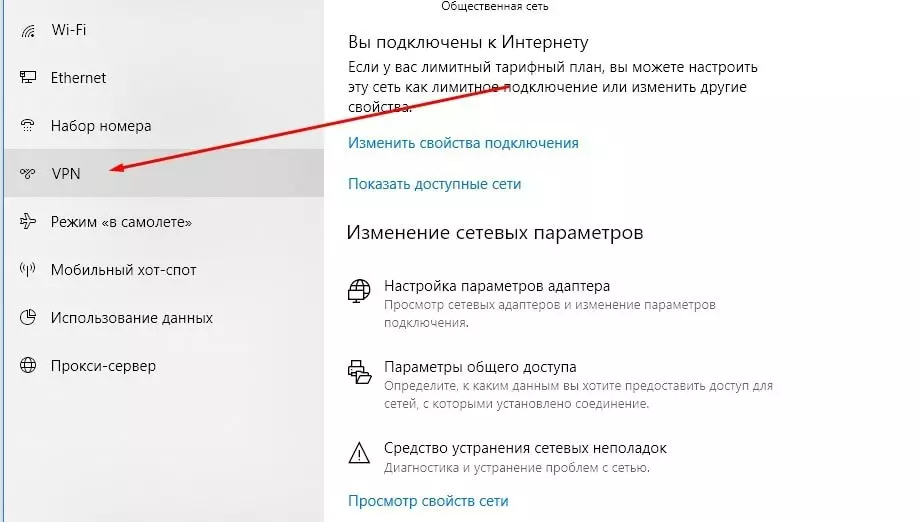 Wi-Fi
Ethernet
Набор номера
VPN
Режим «в самолете»
Мобильный хот-спот
Использование данных
Прокси-сервер
Общественная сеть
Вы подключены к Интернету
Если у вас лимитный тарифный план, вы можете настроить
эту сеть как лимитное подключение или изменить другие
свойства.
Изменить свойства подключения
Показать доступные сети
Изменение сетевых параметров
Настройка параметров адаптера
Просмотр сетевых адаптеров и изменение параметров
подключения.
Параметры общего доступа
Определите, к каким данным вы хотите предоставить доступ для
сетей, с которыми установлено соединение.
Средство устранения сетевых неполадок
Диагностика и устранение проблем с сетью.
Просмотр свойств сети